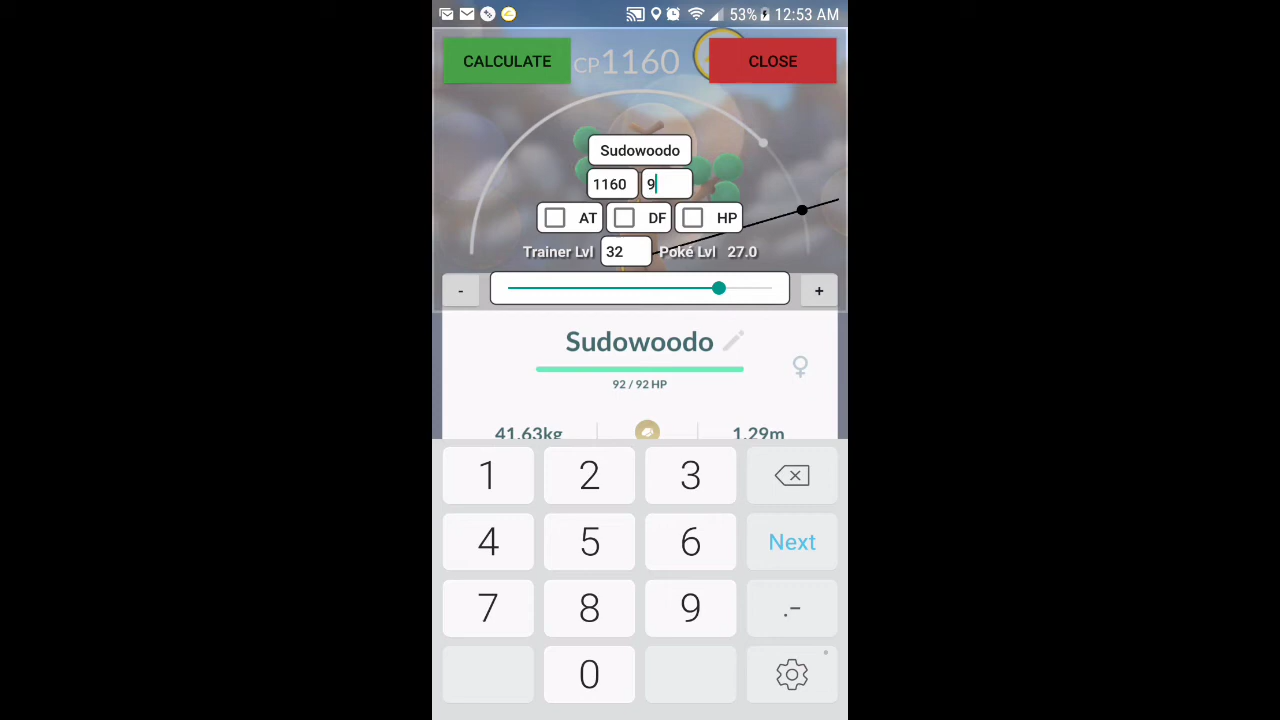 53% 12:53 AM
CALCULATE CP1160 CLOSE
Sudowoodo
1160 9
AT DF HP
Trainer Lvl 32 Poké Lvl 27.0
- +
Sudowoodo
92 / 92 HP
41.63kg 1.29m
1 2 3
4 5 6 Next
7 8 9 .-
0